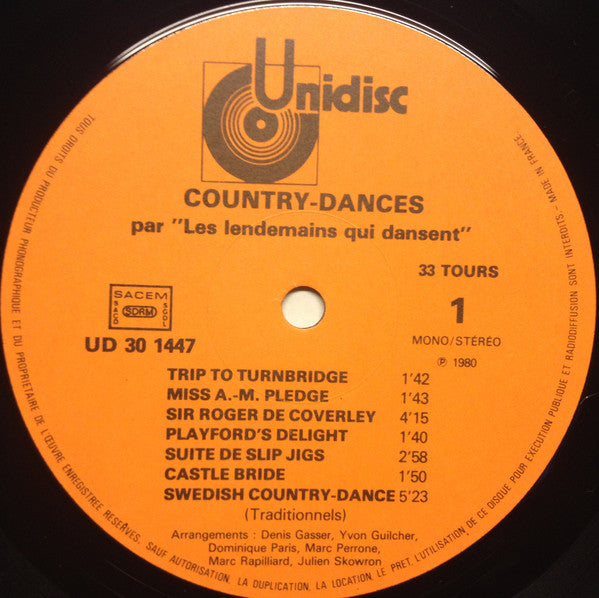 Unidisc
COUNTRY-DANCES
par "Les lendemains qui dansent"
33 TOURS
SACEM
SACD
SDRM
SGDL
1
UD 30 1447
MONO/STÉRÉO
℗ 1980
TRIP TO TURNBRIDGE 1'42
MISS A.-M. PLEDGE 1'43
SIR ROGER DE COVERLEY 4'15
PLAYFORD'S DELIGHT 1'40
SUITE DE SLIP JIGS 2'58
CASTLE BRIDE 1'50
SWEDISH COUNTRY-DANCE 5'23
(Traditionnels)
Arrangements : Denis Gasser, Yvon Guilcher,
Dominique Paris, Marc Perrone,
Marc Rapilliard, Julien Skowron
TOUS DROITS DU PRODUCTEUR PHONOGRAPHIQUE ET DU PROPRIETAIRE DE L'ŒUVRE ENREGISTREE RESERVES. SAUF AUTORISATION, LA DUPLICATION, LA LOCATION, LE PRET, L'UTILISATION DE CE DISQUE POUR EXECUTION PUBLIQUE ET RADIODIFFUSION SONT INTERDITS - MADE IN FRANCE.